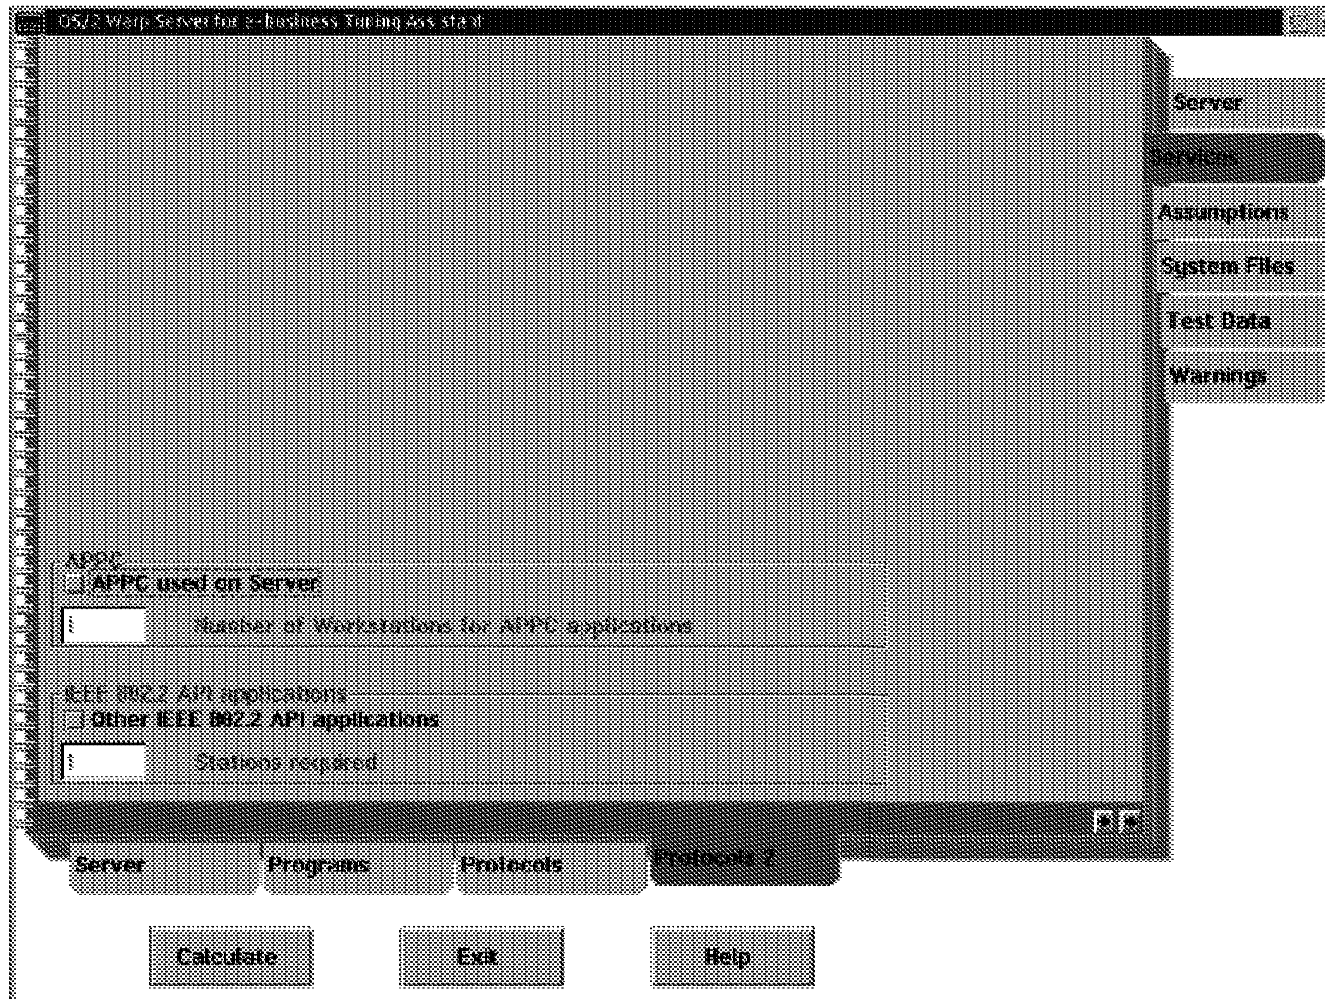 OS/2 Warp Server for e-business Tuning Assistant
Server
Services
Assumptions
System Files
Test Data
Warnings
APPC
APPC used on Server
1
Number of Workstations for APPC applications
IEEE 802.2 API applications
Other IEEE 802.2 API applications
1
Stations required
Server
Programs
Protocols
Protocols 2
Calculate
Exit
Help